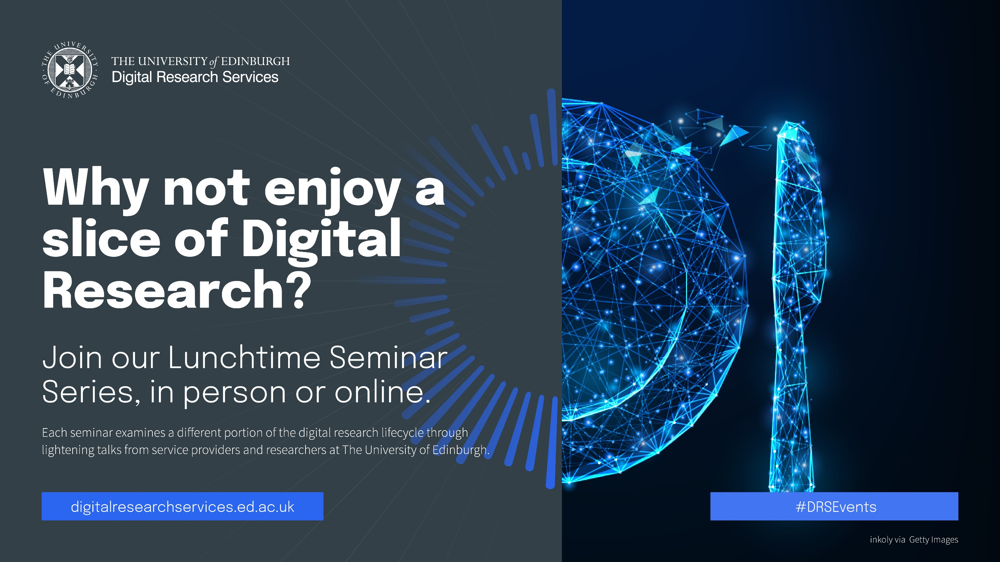 THE UNIVERSITY OF EDINBURGH
THE UNIVERSITY of EDINBURGH
Digital Research Services
Why not enjoy a
slice of Digital
Research?
Join our Lunchtime Seminar
Series, in person or online.
Each seminar examines a different portion of the digital research lifecycle through
lightening talks from service providers and researchers at The University of Edinburgh.
digitalresearchservices.ed.ac.uk
#DRSEvents
inkoly via Getty Images